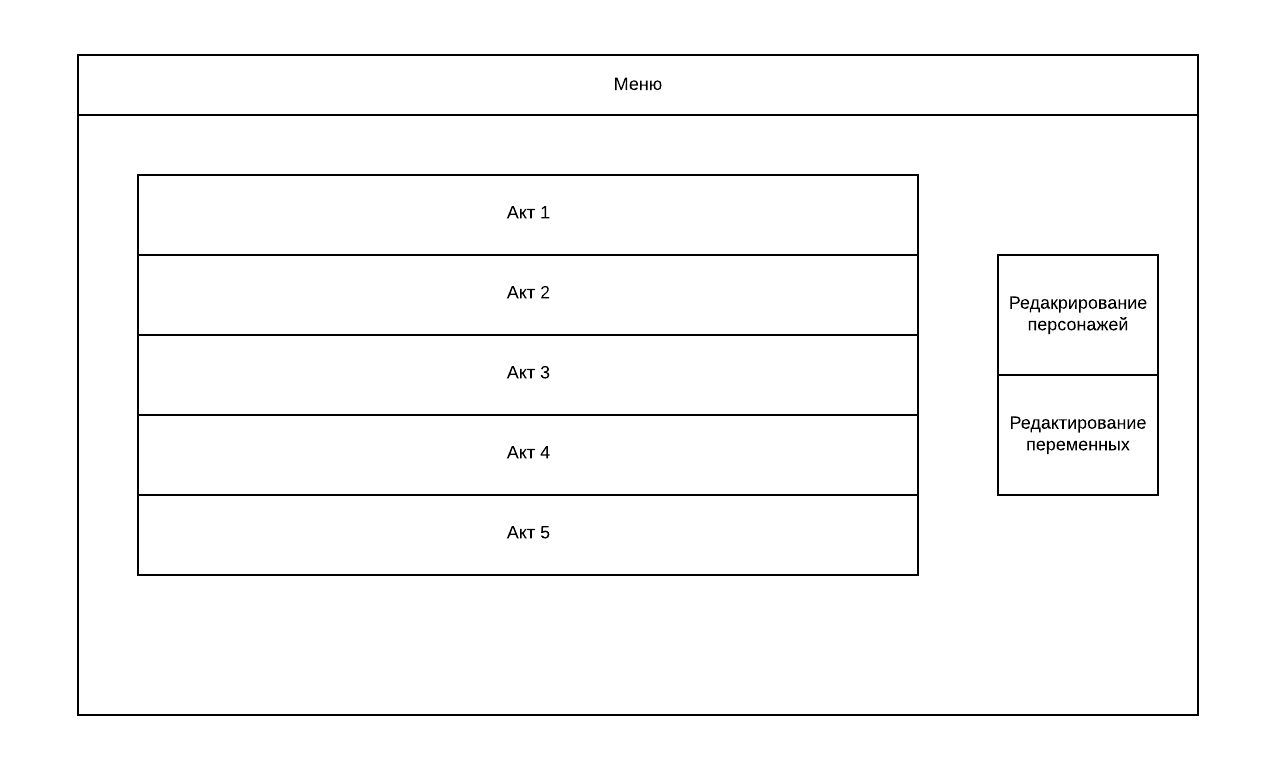 Меню
Акт 1
Акт 2
Акт 3
Акт 4
Акт 5
Редакрирование
персонажей
Редактирование
переменных